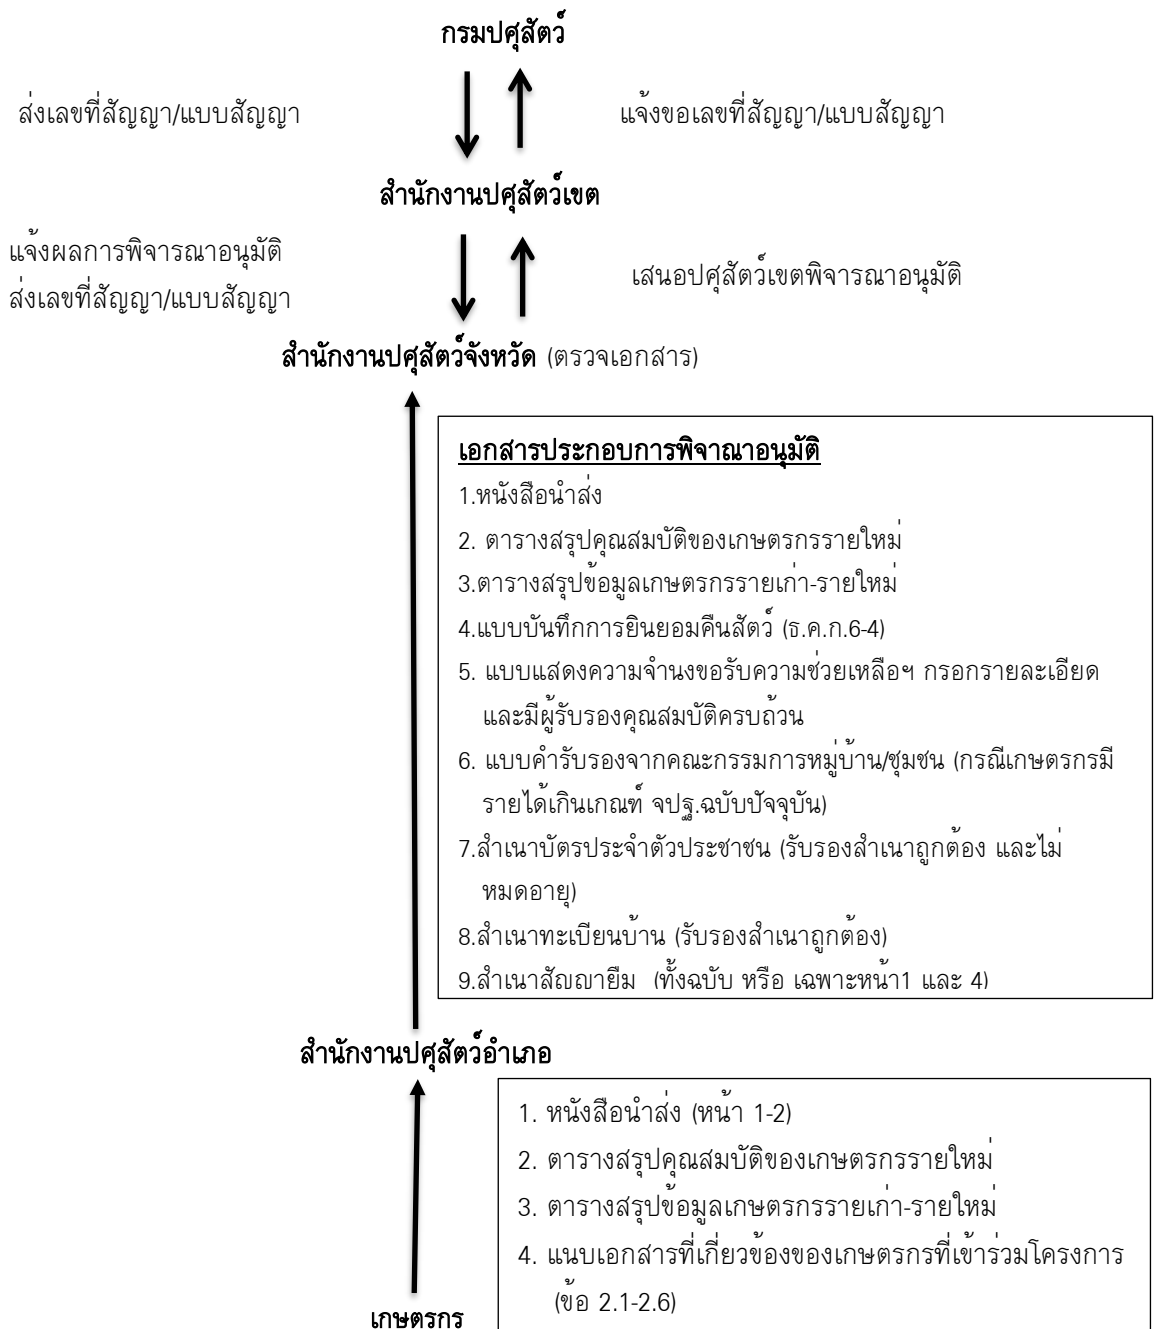 กรมปศุสัตว์
ส่งเลขที่สัญญา/แบบสัญญา
แจ้งขอเลขที่สัญญา/แบบสัญญา
สำนักงานปศุสัตว์เขต
แจ้งผลการพิจารณาอนุมัติ
ส่งเลขที่สัญญา/แบบสัญญา
เสนอปศุสัตว์เขตพิจารณาอนุมัติ
สำนักงานปศุสัตว์จังหวัด (ตรวจเอกสาร)
เอกสารประกอบการพิจาณาอนุมัติ
1.หนังสือนำส่ง
2. ตารางสรุปคุณสมบัติของเกษตรกรรายใหม่
3.ตารางสรุปข้อมูลเกษตรกรรายเก่า-รายใหม่
4.แบบบันทึกการยินยอมคืนสัตว์ (ธ.ค.ก.6-4)
5. แบบแสดงความจำนงขอรับความช่วยเหลือฯ กรอกรายละเอียด
และมีผู้รับรองคุณสมบัติครบถ้วน
6. แบบคำรับรองจากคณะกรรมการหมู่บ้าน/ชุมชน (กรณีเกษตรกรมี
รายได้เกินเกณฑ์ จปฐ.ฉบับปัจจุบัน)
7.สำเนาบัตรประจำตัวประชาชน (รับรองสำเนาถูกต้อง และไม่
หมดอายุ)
8.สำเนาทะเบียนบ้าน (รับรองสำเนาถูกต้อง)
9.สำเนาสัญญายืม (ทั้งฉบับ หรือ เฉพาะหน้า1 และ 4)
สำนักงานปศุสัตว์อำเภอ
1. หนังสือนำส่ง (หน้า 1-2)
2. ตารางสรุปคุณสมบัติของเกษตรกรรายใหม่
3. ตารางสรุปข้อมูลเกษตรกรรายเก่า-รายใหม่
4. แนบเอกสารที่เกี่ยวข้องของเกษตรกรที่เข้าร่วมโครงการ
(ข้อ 2.1-2.6)
เกษตรกร